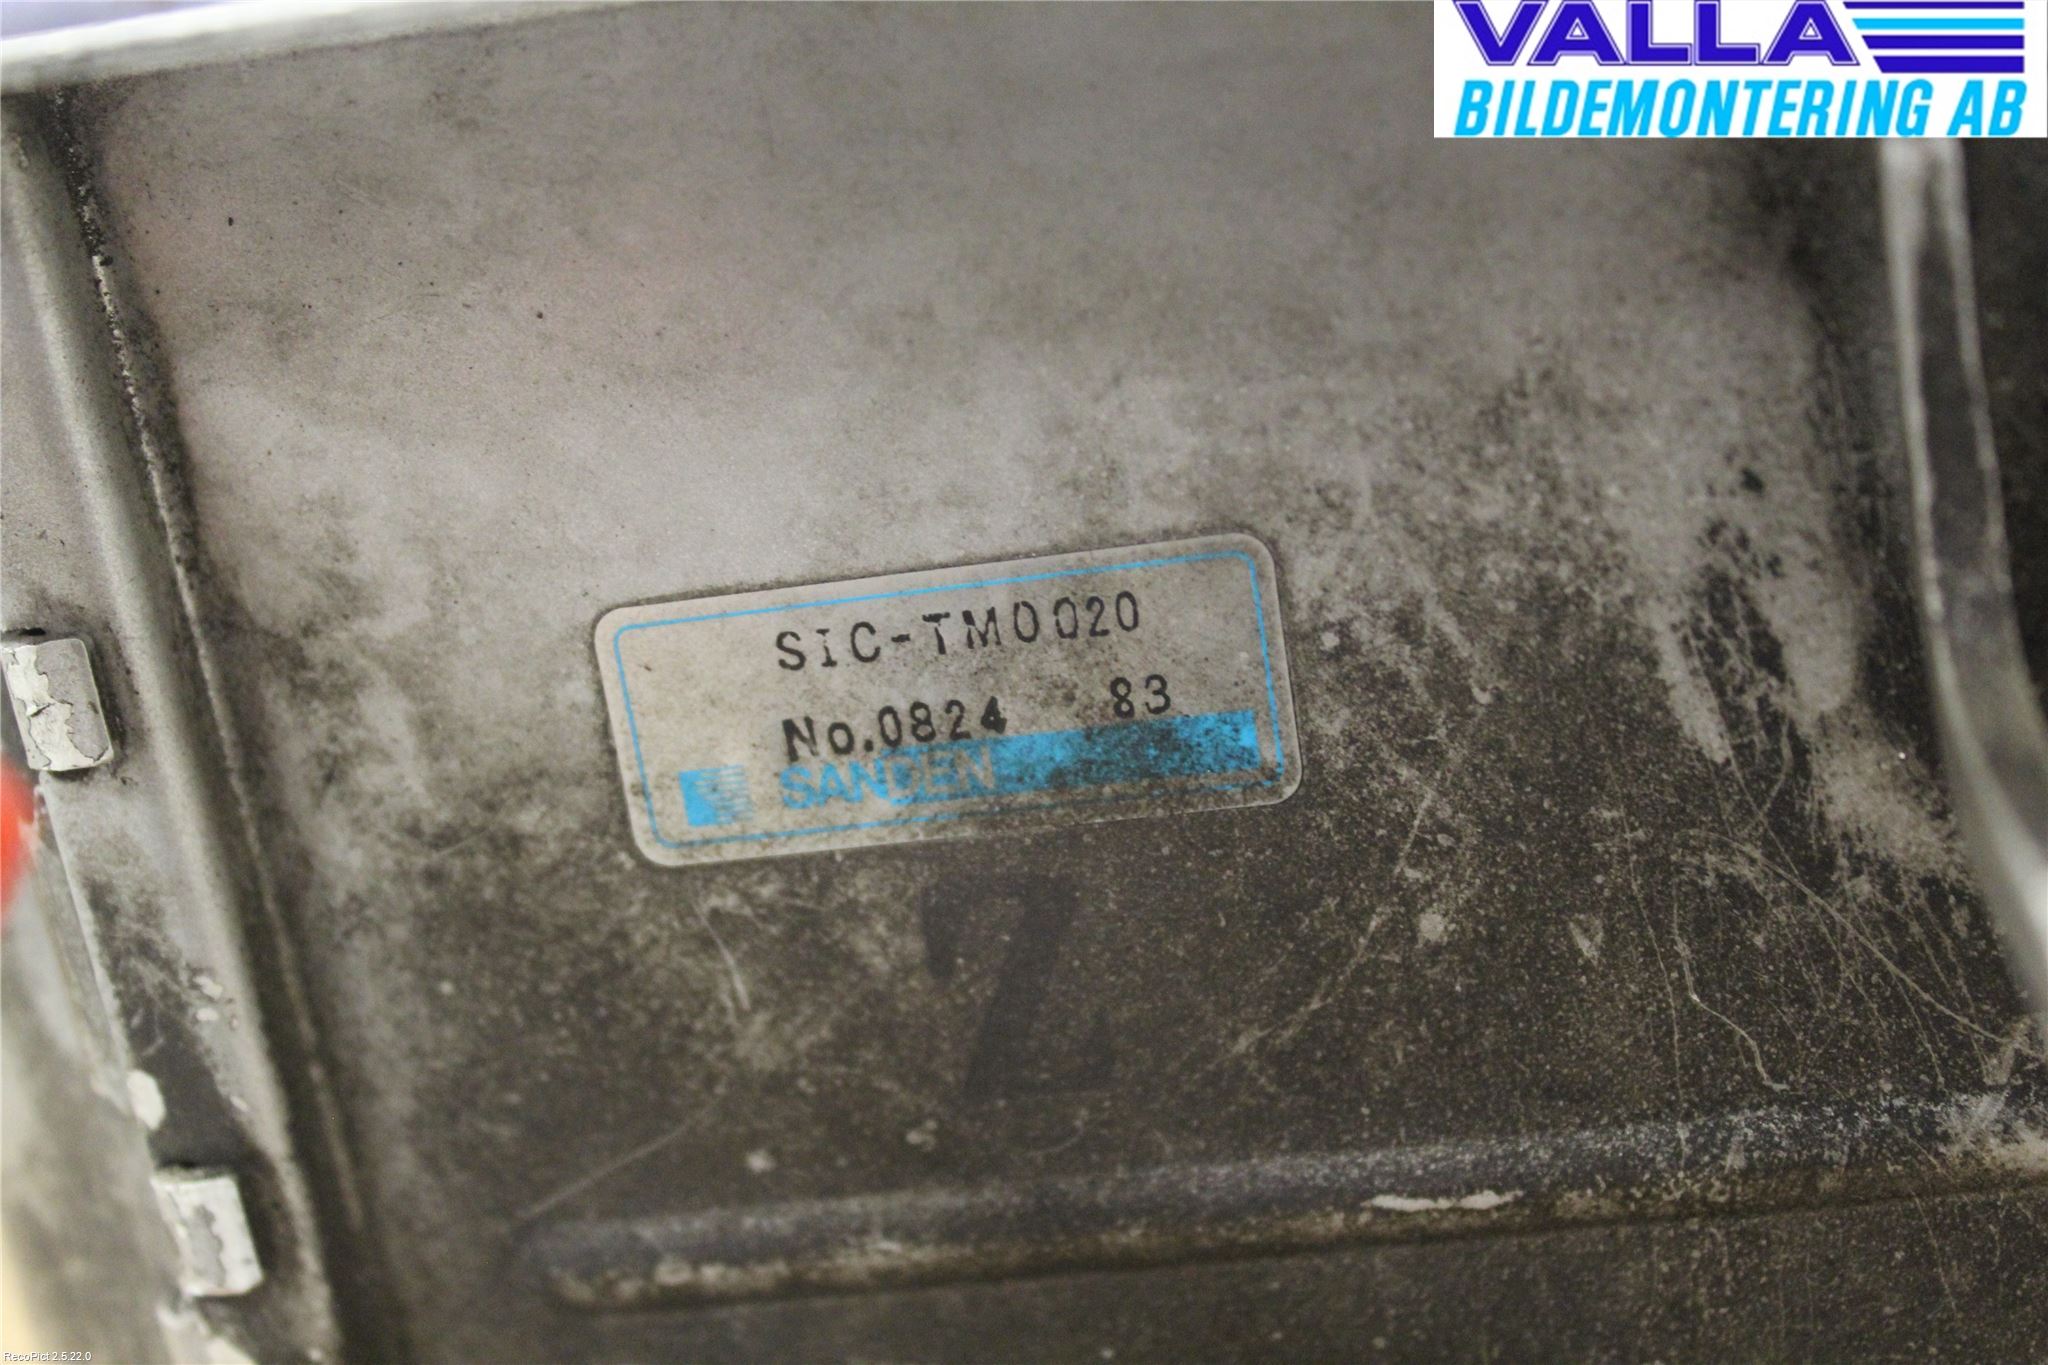 VALLA
BILDEMONTERING AB
SIC-TM0020
No.0824 83
SANDEN
Z
RecoPict 2.5.22.0